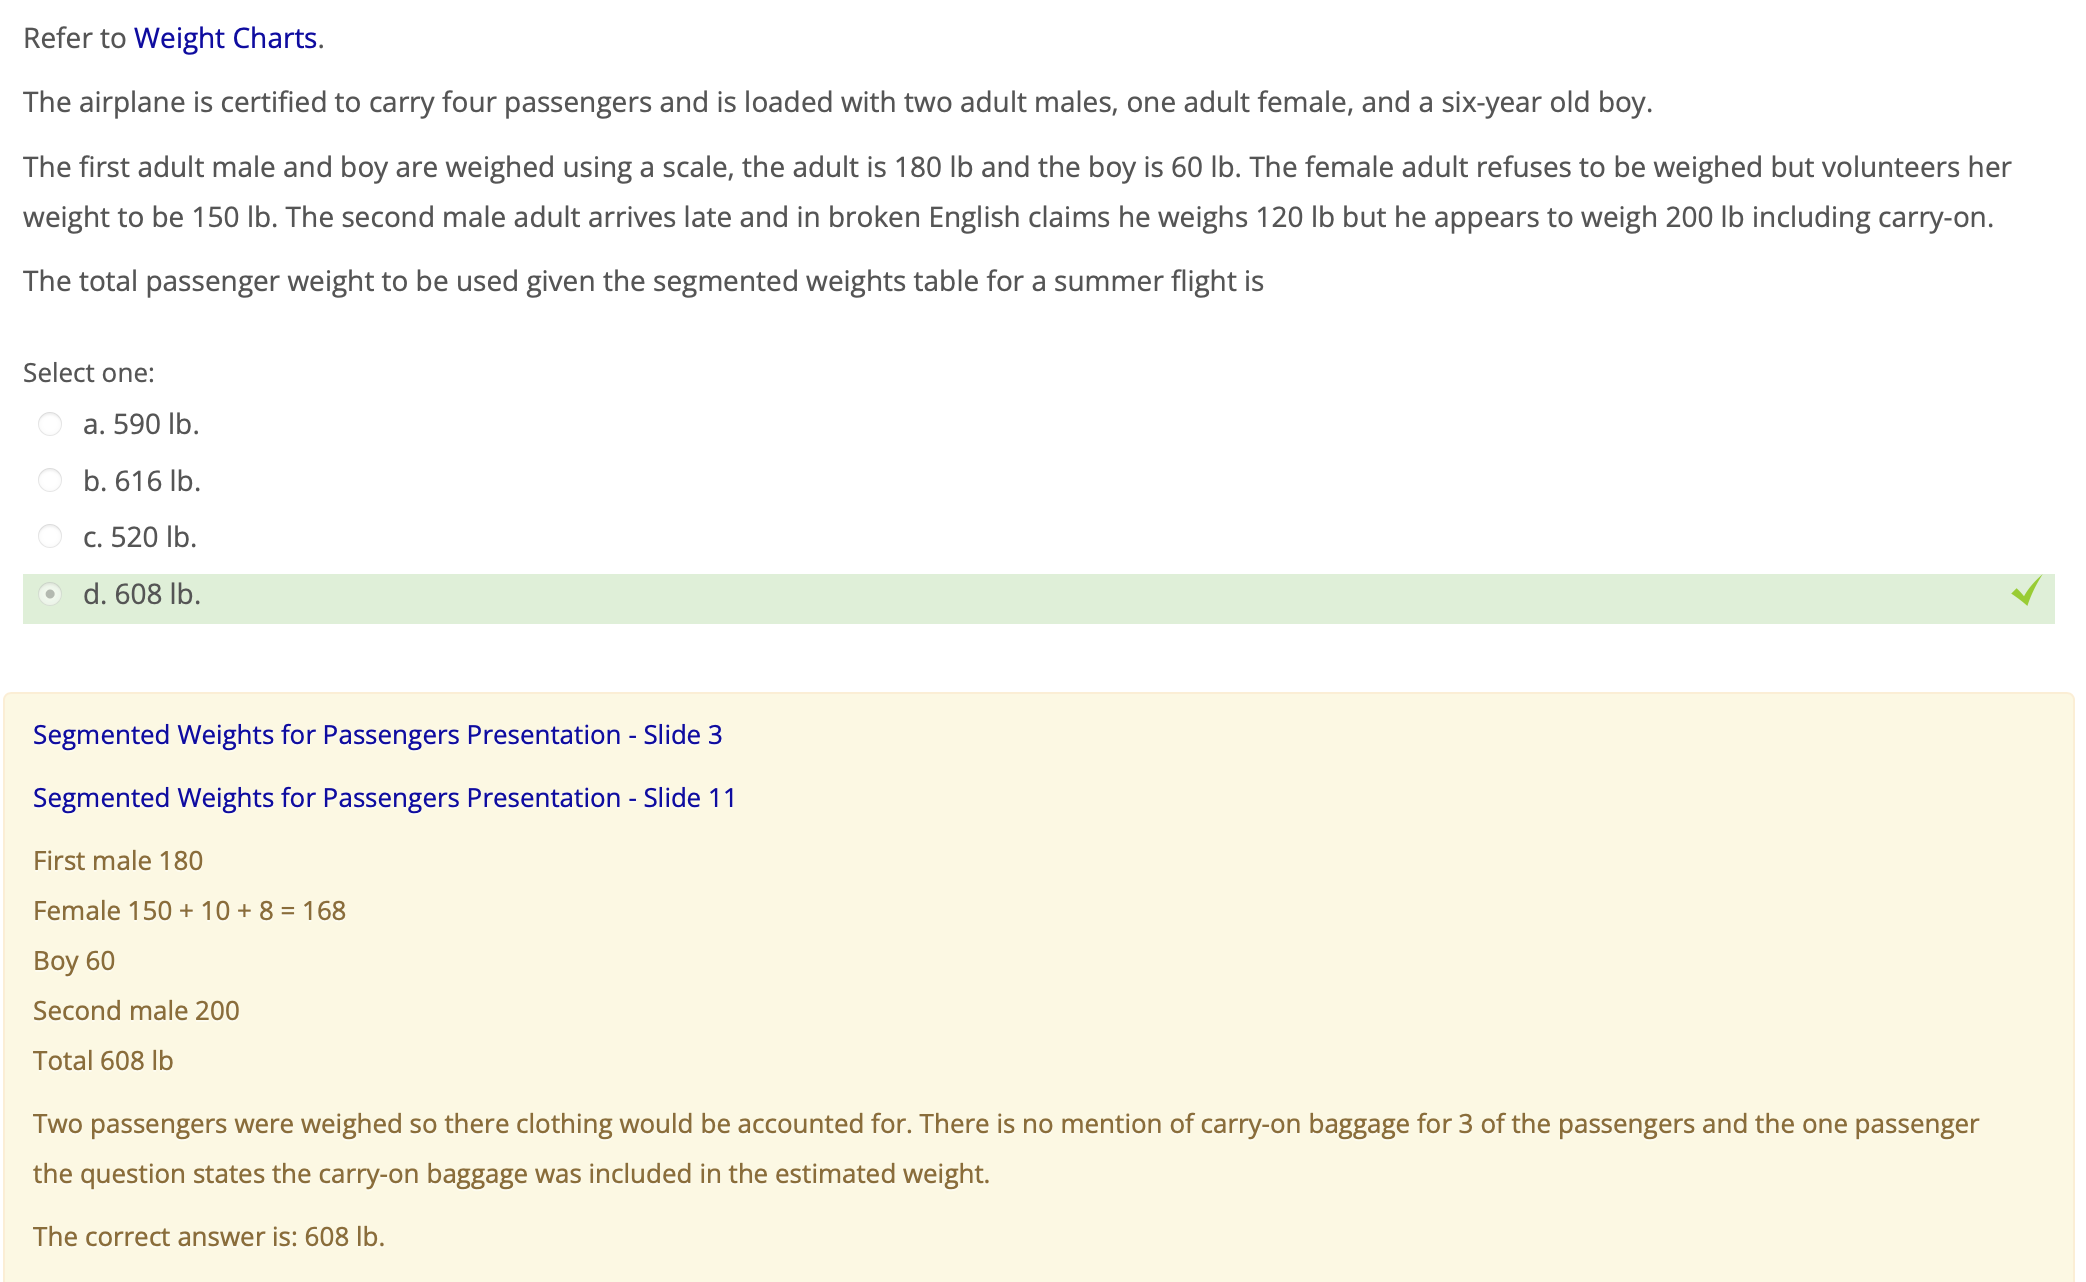 Refer to Weight Charts.
The airplane is certified to carry four passengers and is loaded with two adult males, one adult female, and a six-year old boy.
The first adult male and boy are weighed using a scale, the adult is 180 lb and the boy is 60 lb. The female adult refuses to be weighed but volunteers her
weight to be 150 lb. The second male adult arrives late and in broken English claims he weighs 120 lb but he appears to weigh 200 lb including carry-on.
The total passenger weight to be used given the segmented weights table for a summer flight is
Select one:
a. 590 lb.
b. 616 lb.
c. 520 lb.
d. 608 lb.
Segmented Weights for Passengers Presentation - Slide 3
Segmented Weights for Passengers Presentation - Slide 11
First male 180
Female 150 + 10 + 8 = 168
Boy 60
Second male 200
Total 608 lb
Two passengers were weighed so there clothing would be accounted for. There is no mention of carry-on baggage for 3 of the passengers and the one passenger
the question states the carry-on baggage was included in the estimated weight.
The correct answer is: 608 lb.